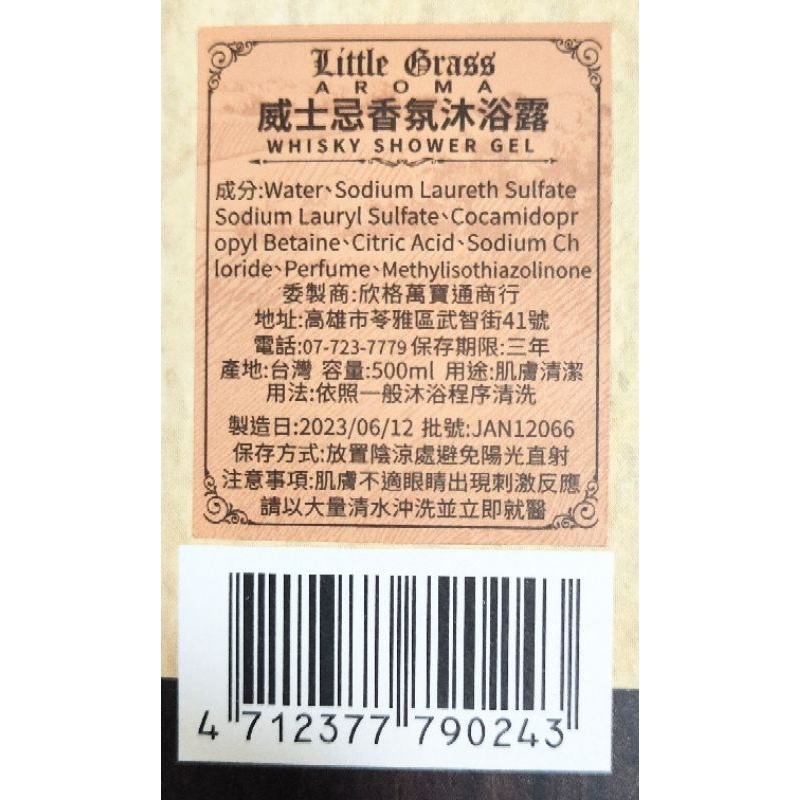 Little Grass
AROMA
威士忌香氛沐浴露
WHISKY SHOWER GEL
成分:Water、Sodium Laureth Sulfate
Sodium Lauryl Sulfate、Cocamidopr
opyl Betaine、Citric Acid、Sodium Ch
loride、Perfume、Methylisothiazolinone
委製商:欣格萬寶通商行
地址:高雄市苓雅區武智街41號
電話:07-723-7779 保存期限:三年
產地:台灣 容量:500ml 用途:肌膚清潔
用法:依照一般沐浴程序清洗
製造日:2023/06/12 批號:JAN12066
保存方式:放置陰涼處避免陽光直射
注意事項:肌膚不適眼睛出現刺激反應
請以大量清水沖洗並立即就醫
4 712377 790243